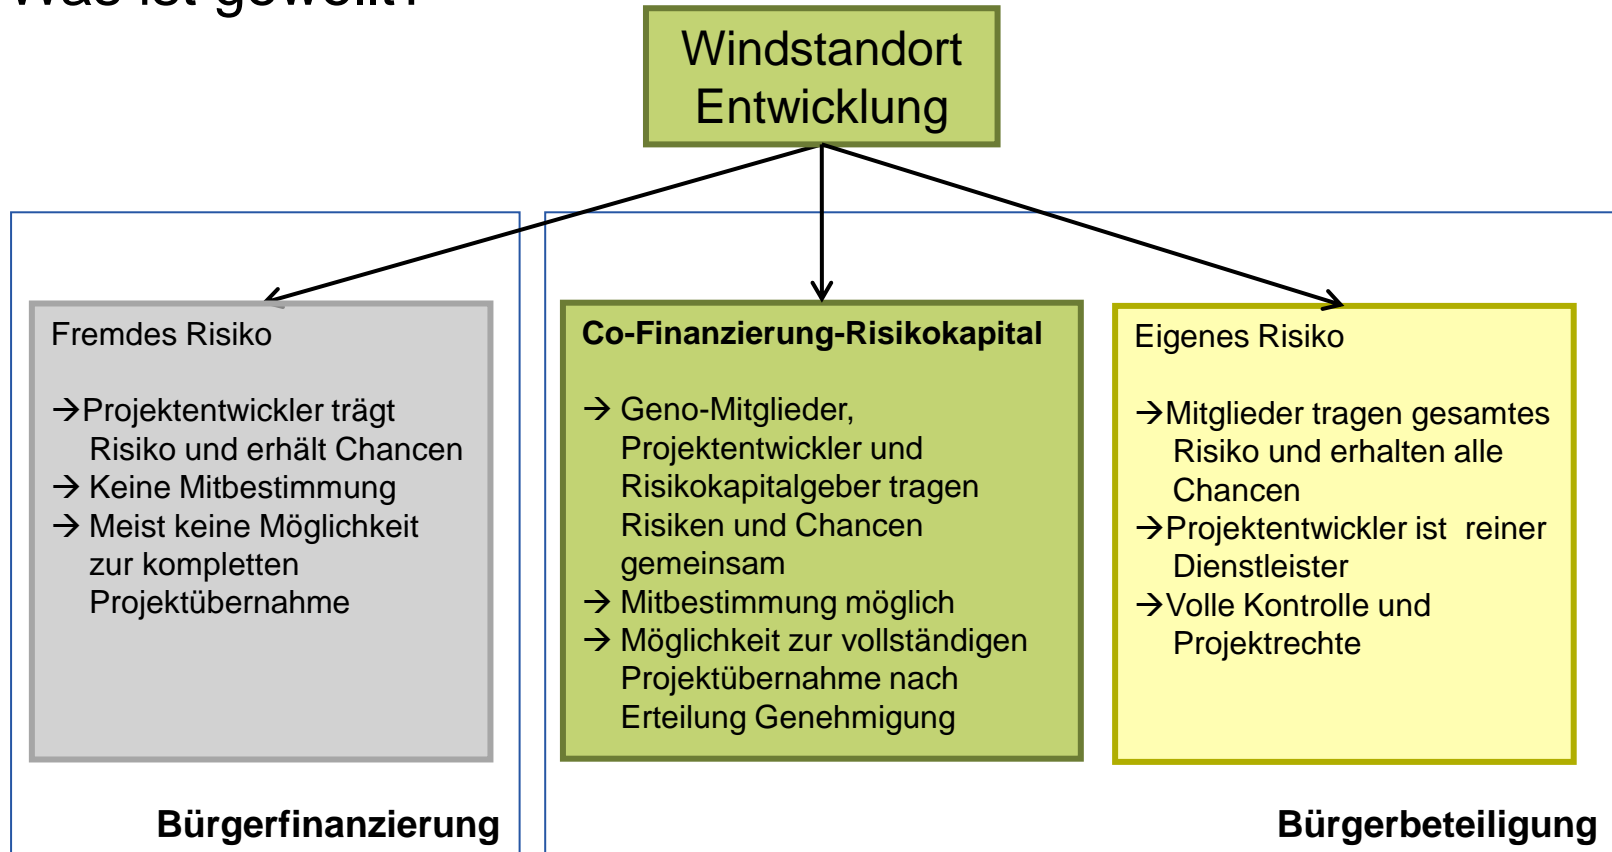 Was ist gewollt?
Windstandort
Entwicklung
Fremdes Risiko
→Projektentwickler trägt
Risiko und erhält Chancen
→ Keine Mitbestimmung
→ Meist keine Möglichkeit
zur kompletten
Projektübernahme
Co-Finanzierung-Risikokapital
→ Geno-Mitglieder,
Projektentwickler und
Risikokapitalgeber tragen
Risiken und Chancen
gemeinsam
→ Mitbestimmung möglich
→ Möglichkeit zur vollständigen
Projektübernahme nach
Erteilung Genehmigung
Eigenes Risiko
→Mitglieder tragen gesamtes
Risiko und erhalten alle
Chancen
→Projektentwickler ist reiner
Dienstleister
→Volle Kontrolle und
Projektrechte
Bürgerfinanzierung
Bürgerbeteiligung